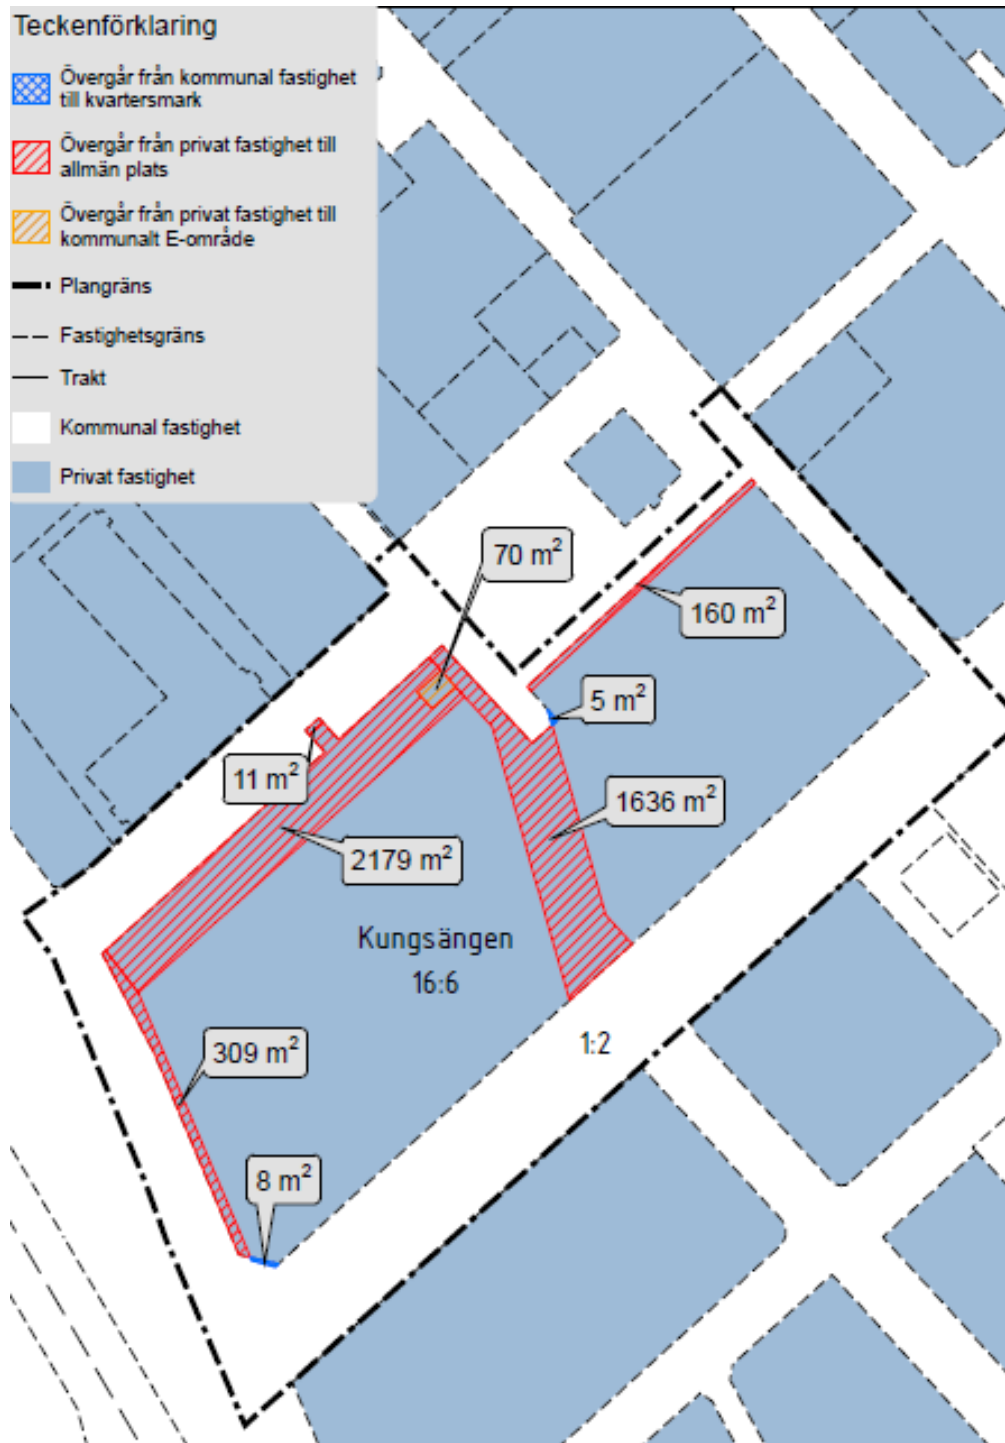 Teckenförklaring
Övergår från kommunal fastighet
till kvartersmark
Övergår från privat fastighet till
allmän plats
Övergår från privat fastighet till
kommunalt E-område
Plangräns
Fastighetsgräns
Trakt
Kommunal fastighet
Privat fastighet
70 m²
160 m²
5 m²
11 m²
1636 m²
2179 m²
Kungsängen
16:6
309 m²
1:2
8 m²